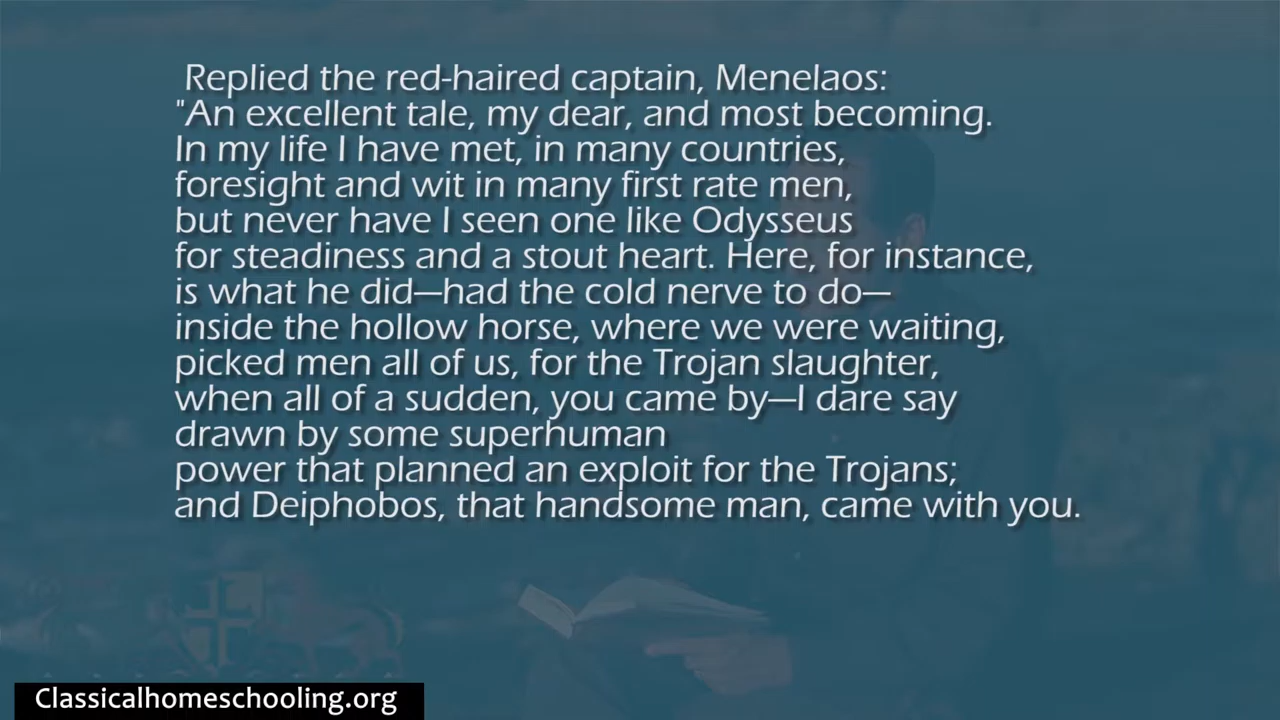 Replied the red-haired captain, Menelaos:
"An excellent tale, my dear, and most becoming.
In my life I have met, in many countries,
foresight and wit in many first rate men,
but never have I seen one like Odysseus
for steadiness and a stout heart. Here, for instance,
is what he did—had the cold nerve to do—
inside the hollow horse, where we were waiting,
picked men all of us, for the Trojan slaughter,
when all of a sudden, you came by—I dare say
drawn by some superhuman
power that planned an exploit for the Trojans;
and Deiphobos, that handsome man, came with you.
Classicalhomeschooling.org